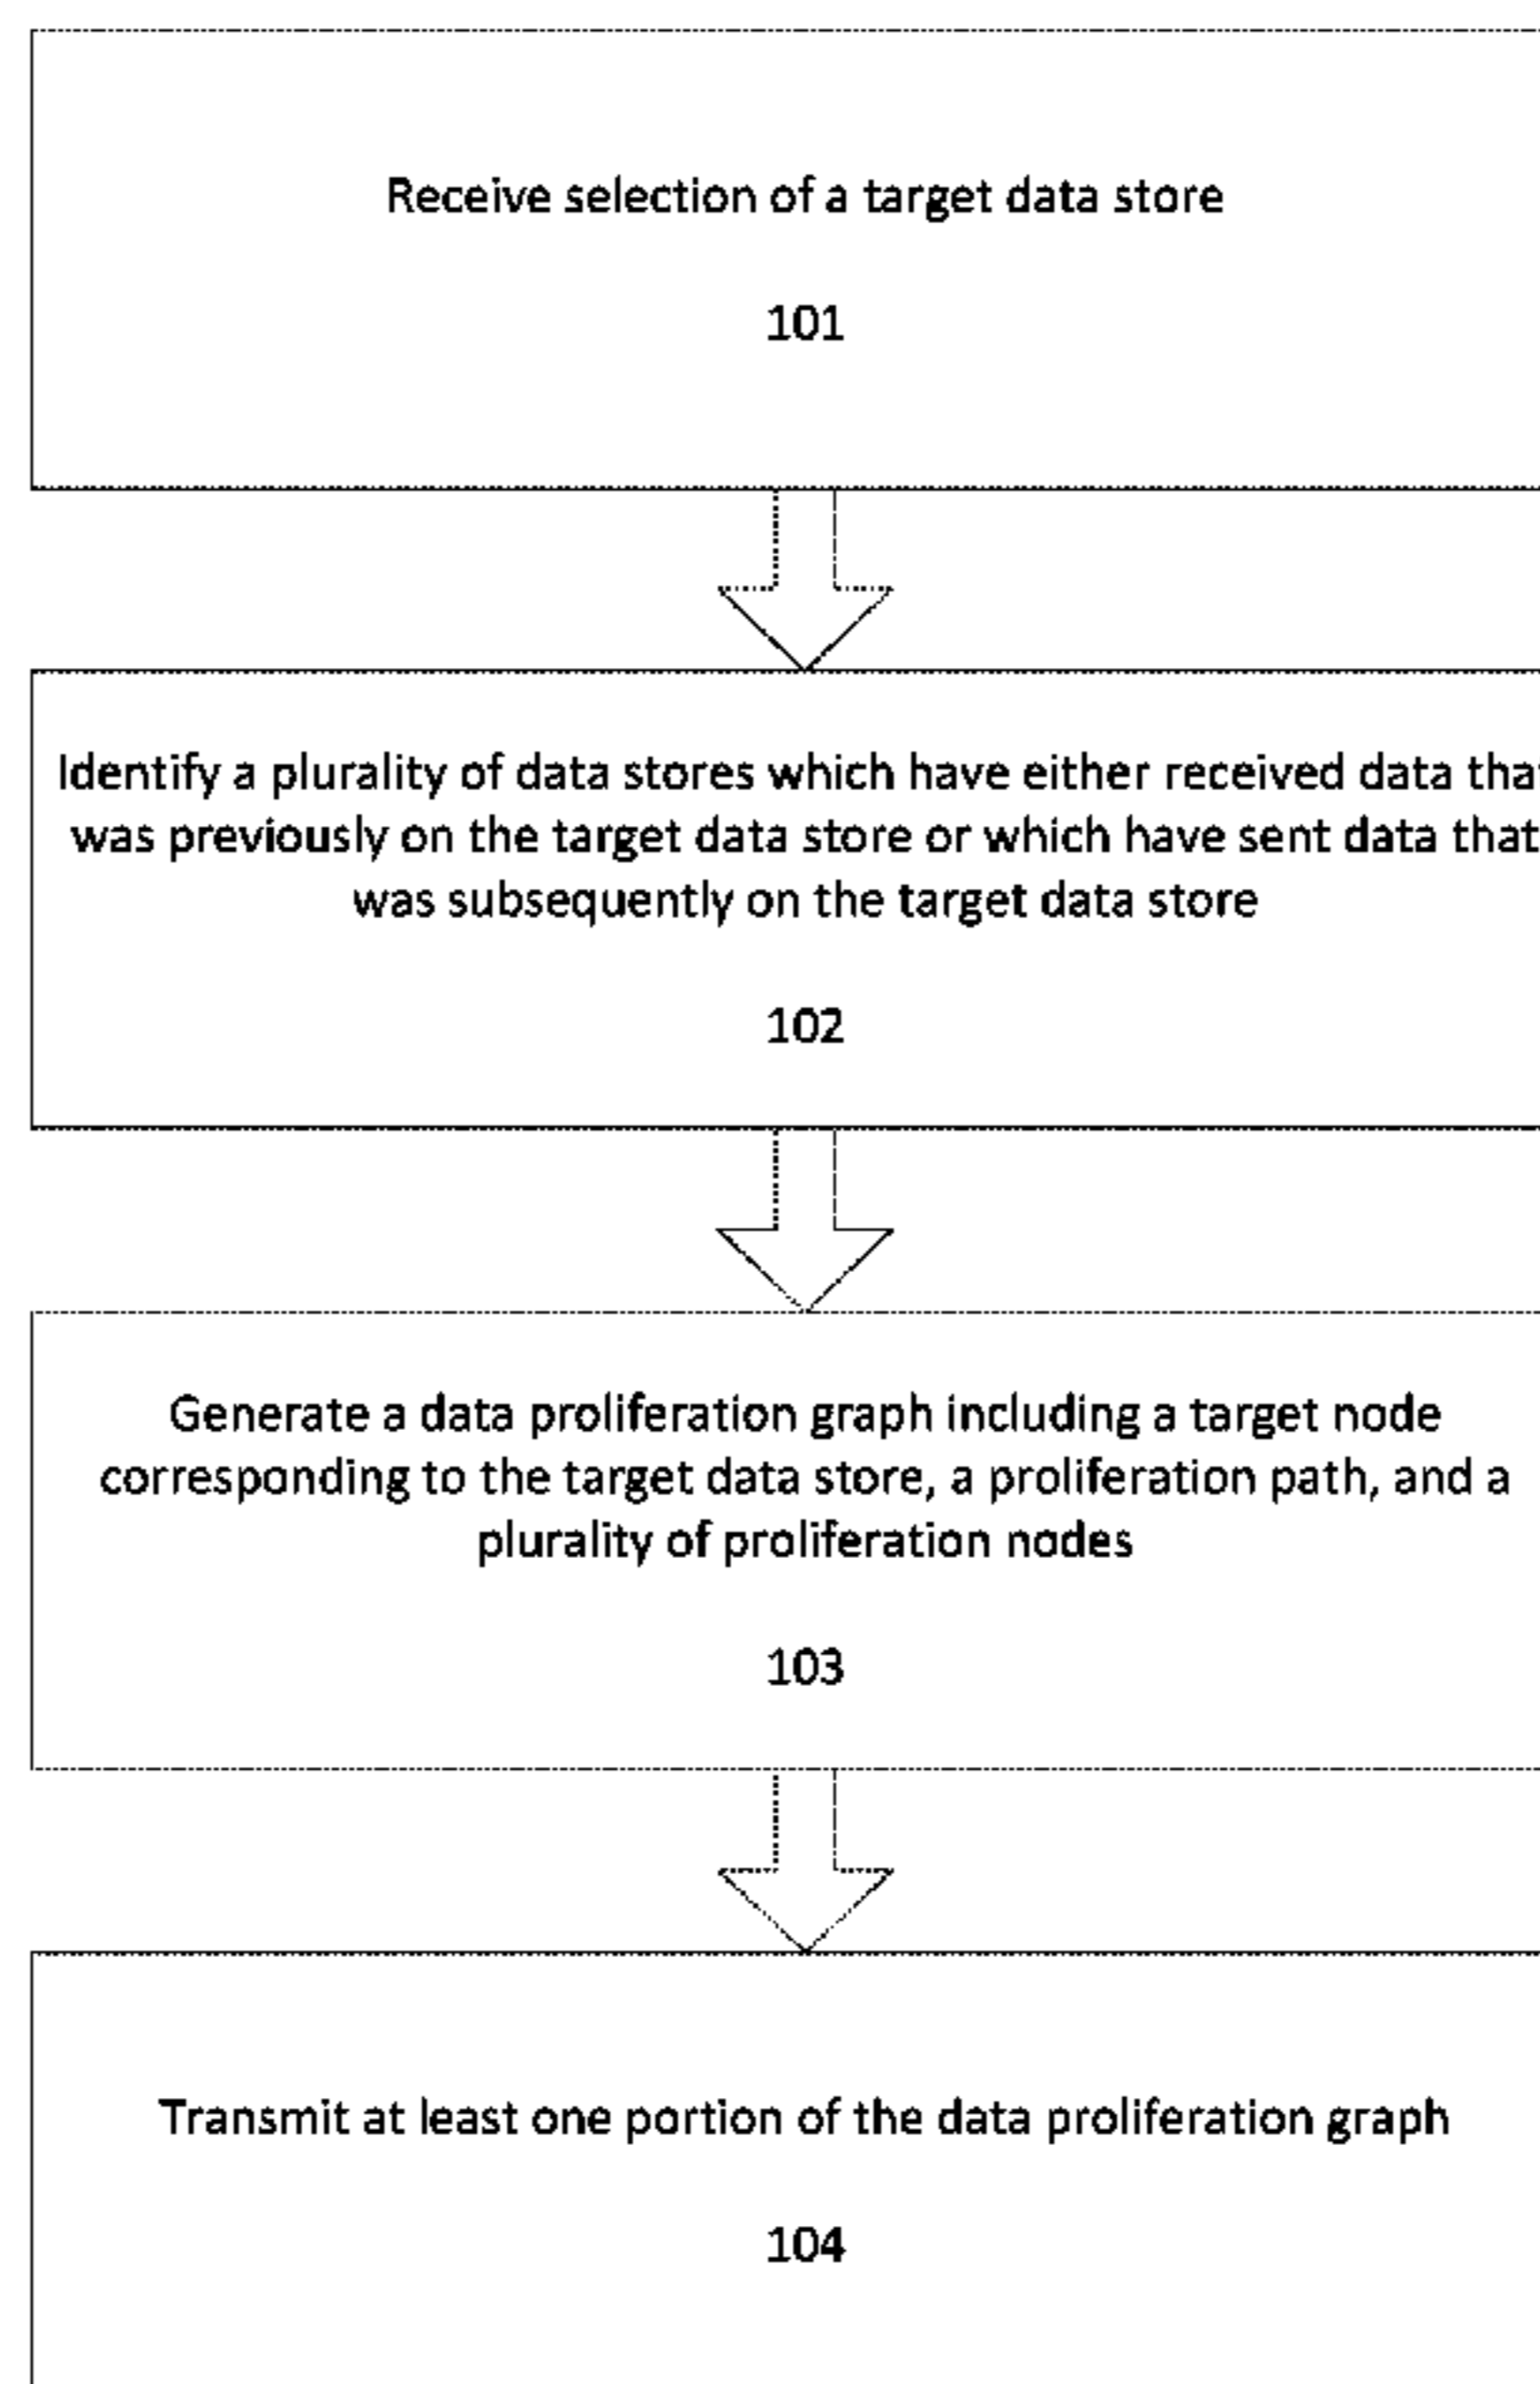 Receive selection of a target data store
101
Identify a plurality of data stores which have either received data that
was previously on the target data store or which have sent data that
was subsequently on the target data store
102
Generate a data proliferation graph including a target node
corresponding to the target data store, a proliferation path, and a
plurality of proliferation nodes
103
Transmit at least one portion of the data proliferation graph
104